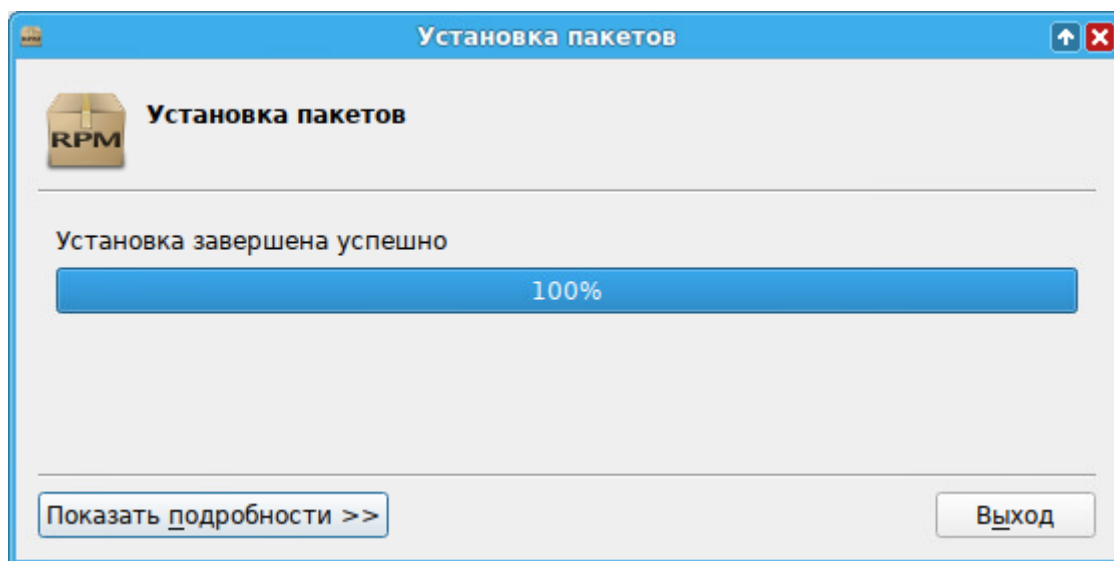 Установка пакетов
RPM
Установка пакетов
Установка завершена успешно
100%
Показать подробности >>
Выход